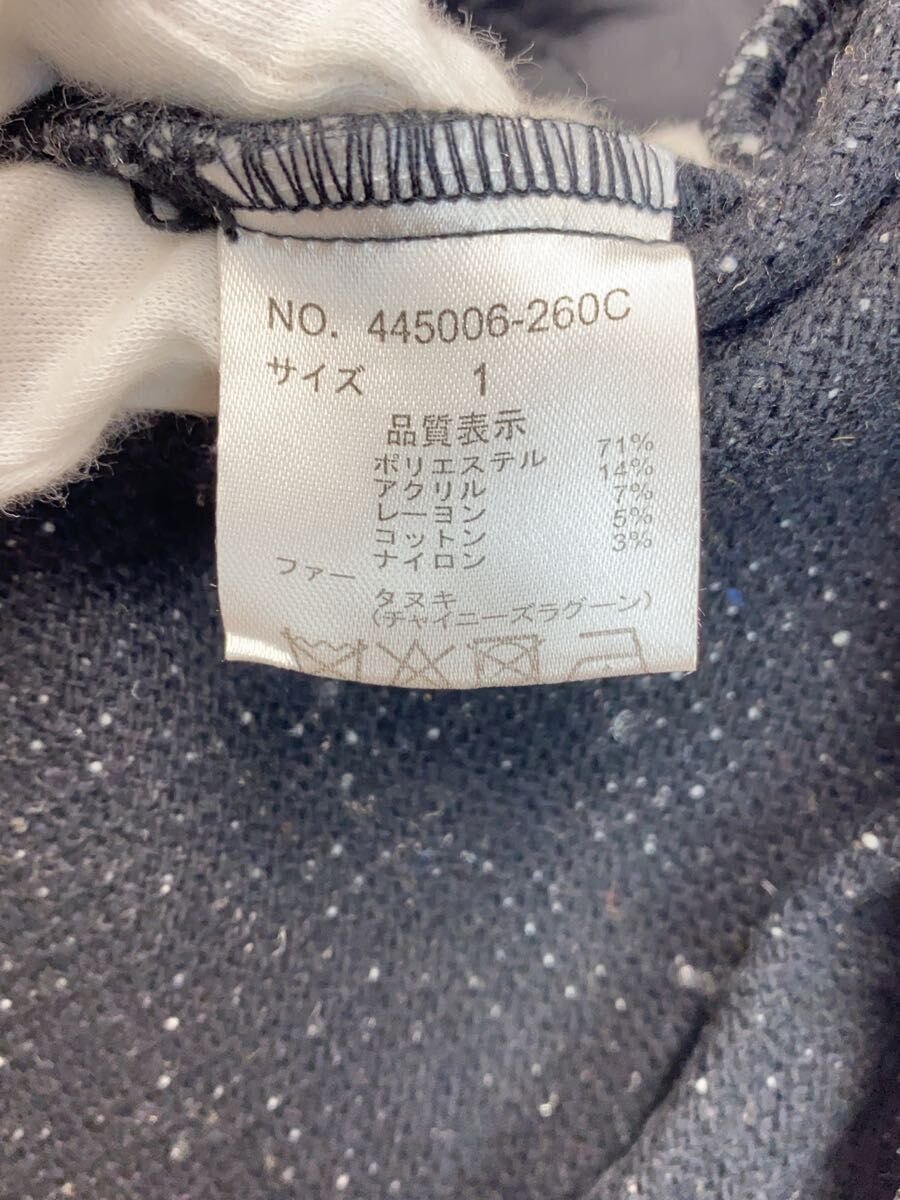 NO. 445006-260C
サイズ 1
品質表示
ポリエステル 71%
アクリル 14%
レーヨン 7%
コットン 5%
ナイロン 3%
ファー
タヌキ
(チャイニーズラグーン)